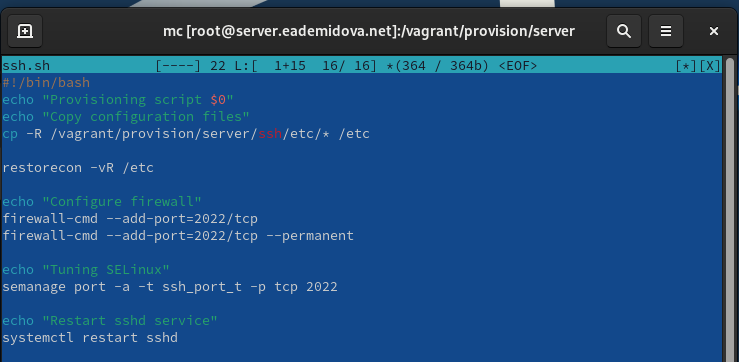 mc [root@server.eademidova.net]:/vagrant/provision/server
ssh.sh [----] 22 L:[ 1+15 16/ 16] *(364 / 364b) <EOF> [*][X]
#!/bin/bash
echo "Provisioning script $0"
echo "Copy configuration files"
cp -R /vagrant/provision/server/ssh/etc/* /etc
restorecon -vR /etc
echo "Configure firewall"
firewall-cmd --add-port=2022/tcp
firewall-cmd --add-port=2022/tcp --permanent
echo "Tuning SELinux"
semanage port -a -t ssh_port_t -p tcp 2022
echo "Restart sshd service"
systemctl restart sshd